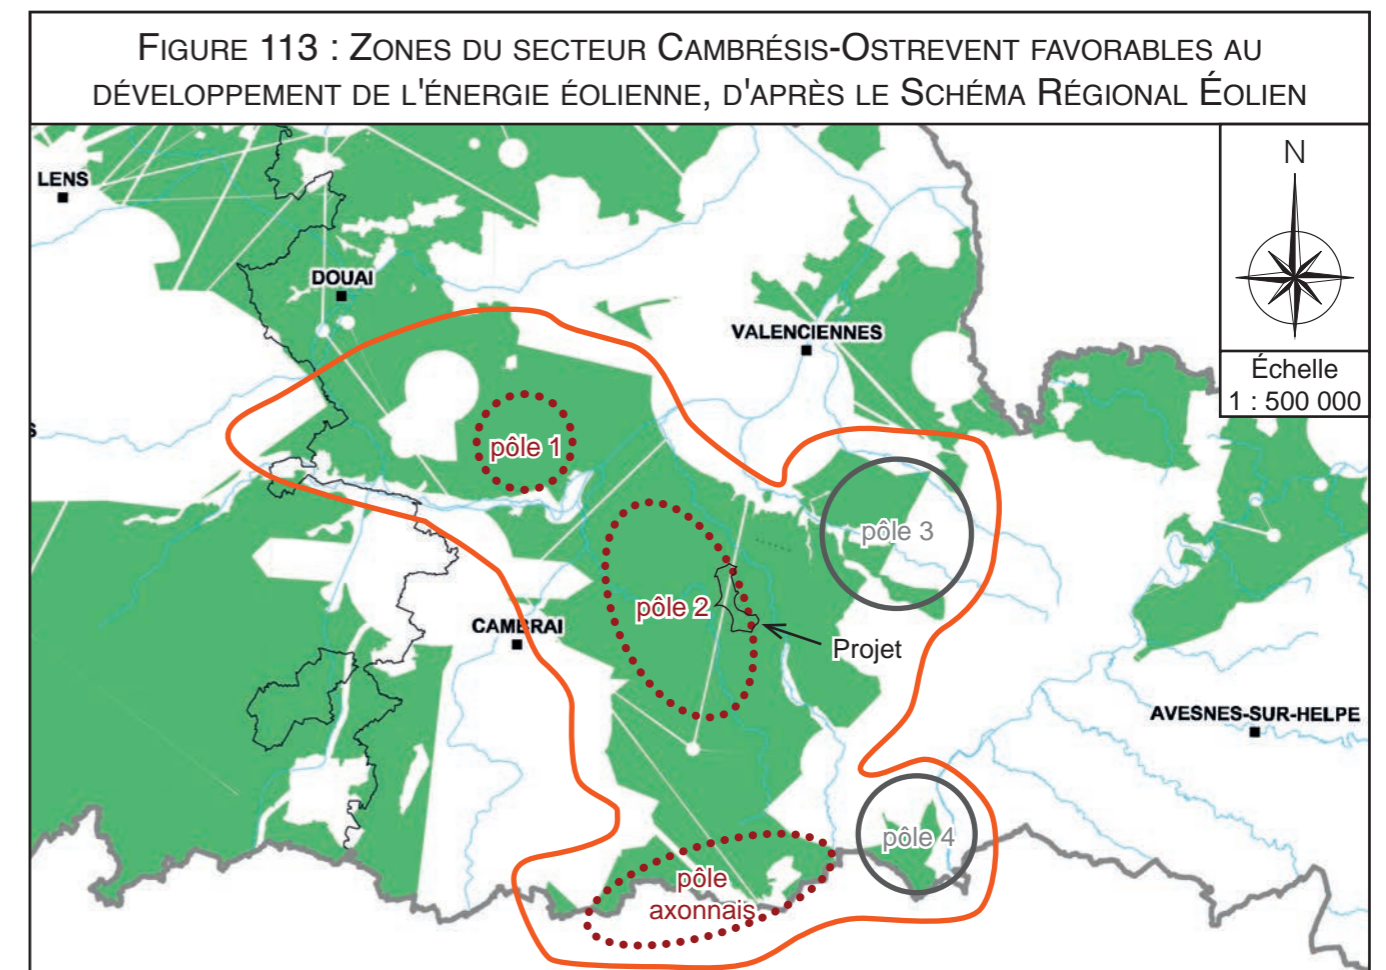 FIGURE 113 : ZONES DU SECTEUR CAMBRÉSIS-OSTREVENT FAVORABLES AU
DÉVELOPPEMENT DE L'ÉNERGIE ÉOLIENNE, D'APRÈS LE SCHÉMA RÉGIONAL ÉOLIEN
N
Échelle
1 : 500 000
LENS
DOUAI
VALENCIENNES
pôle 1
pôle 3
pôle 2
CAMBRAI
Projet
AVESNES-SUR-HELPE
pôle 4
pôle
axonnais